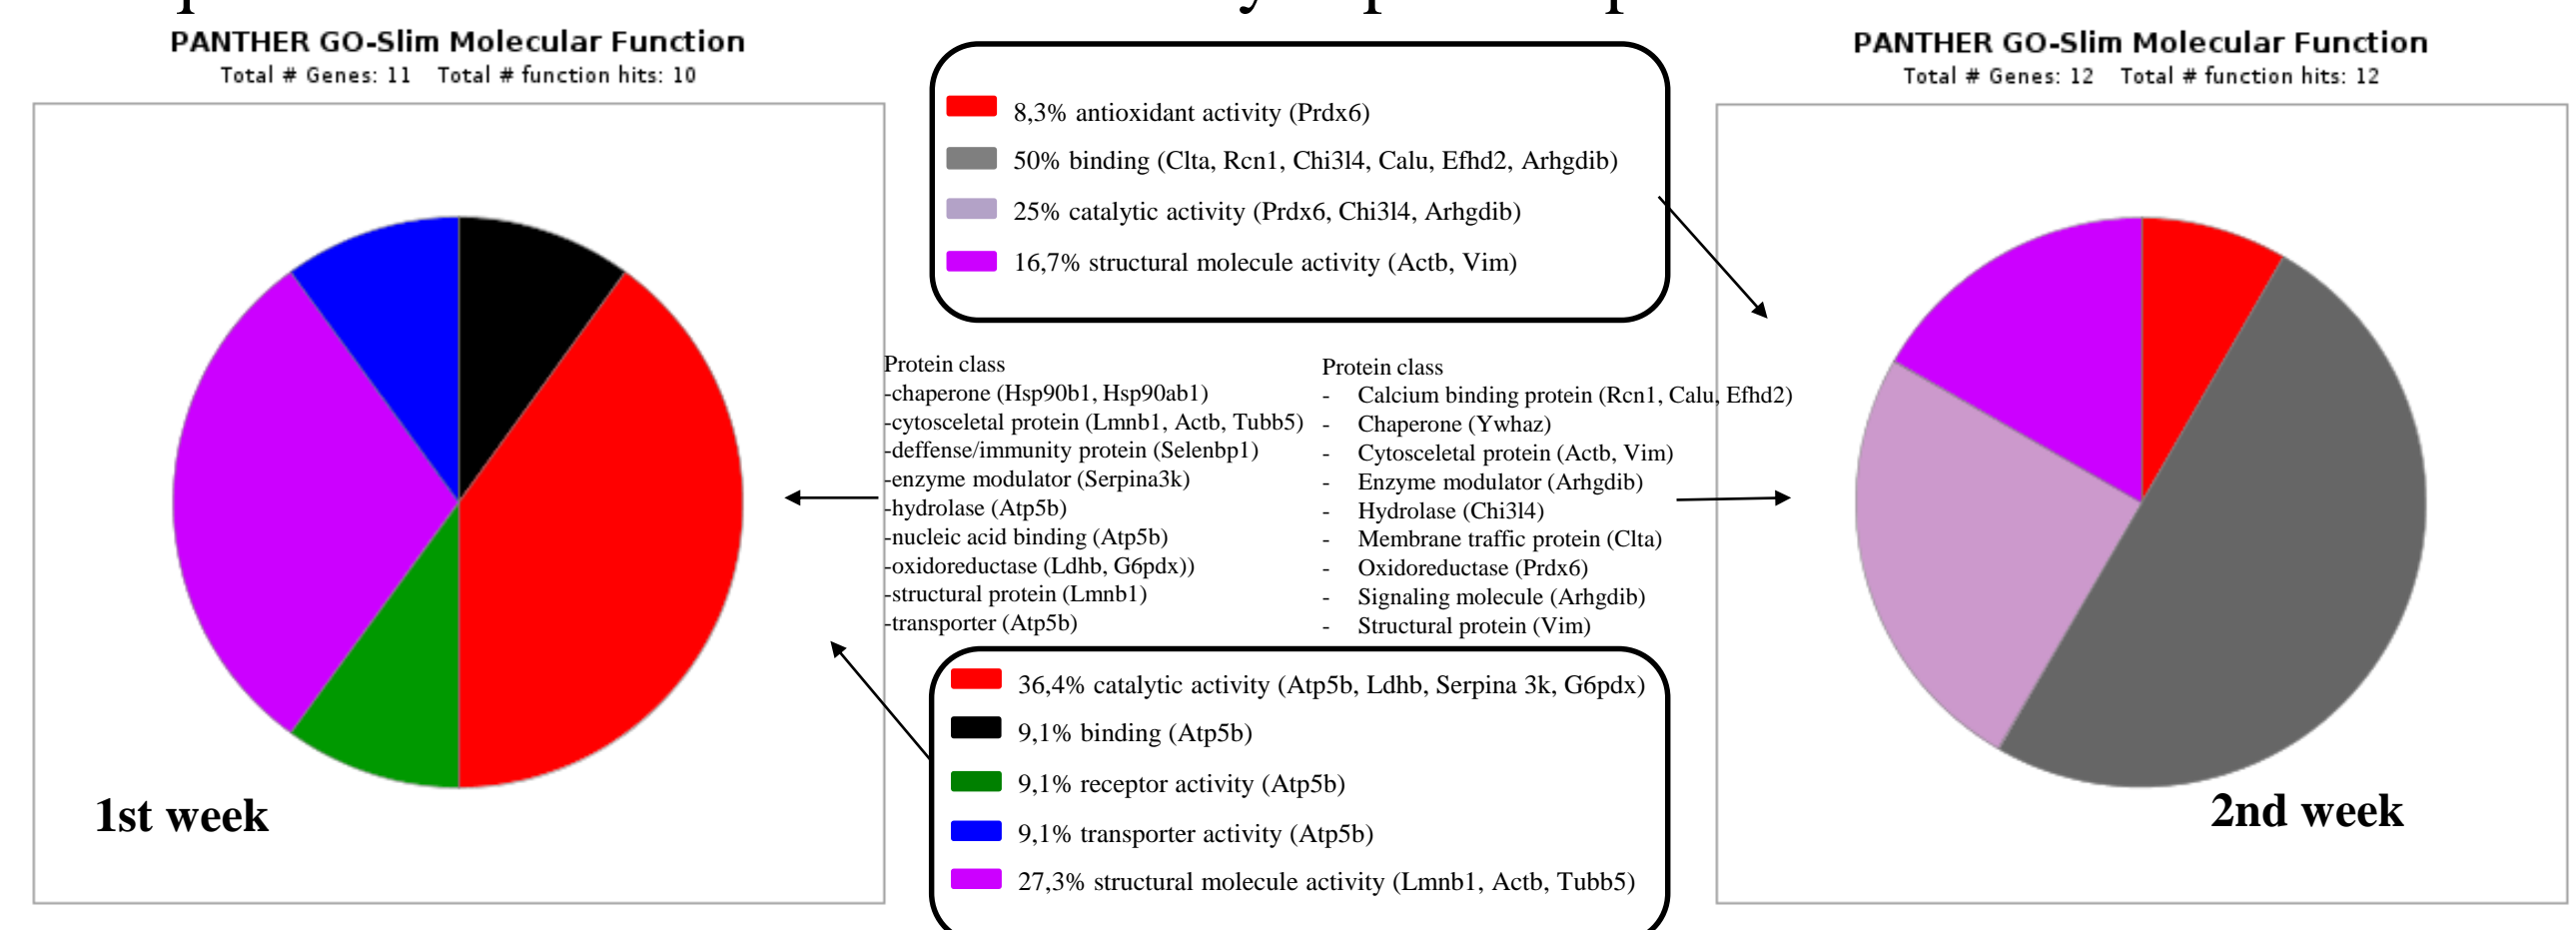 PANTHER GO-Slim Molecular Function
Total # Genes: 11 Total # function hits: 10
1st week
8,3% antioxidant activity (Prdx6)
50% binding (Clta, Rcn1, Chi3l4, Calu, Efhd2, Arhgdib)
25% catalytic activity (Prdx6, Chi3l4, Arhgdib)
16,7% structural molecule activity (Actb, Vim)
Protein class
-chaperone (Hsp90b1, Hsp90ab1)
-cytosceletal protein (Lmnb1, Actb, Tubb5)
-deffense/immunity protein (Selenbp1)
-enzyme modulator (Serpina3k)
-hydrolase (Atp5b)
-nucleic acid binding (Atp5b)
-oxidoreductase (Ldhb, G6pdx))
-structural protein (Lmnb1)
-transporter (Atp5b)
Protein class
- Calcium binding protein (Rcn1, Calu, Efhd2)
- Chaperone (Ywhaz)
- Cytosceletal protein (Actb, Vim)
- Enzyme modulator (Arhgdib)
- Hydrolase (Chi3l4)
- Membrane traffic protein (Clta)
- Oxidoreductase (Prdx6)
- Signaling molecule (Arhgdib)
- Structural protein (Vim)
36,4% catalytic activity (Atp5b, Ldhb, Serpina 3k, G6pdx)
9,1% binding (Atp5b)
9,1% receptor activity (Atp5b)
9,1% transporter activity (Atp5b)
27,3% structural molecule activity (Lmnb1, Actb, Tubb5)
PANTHER GO-Slim Molecular Function
Total # Genes: 12 Total # function hits: 12
2nd week